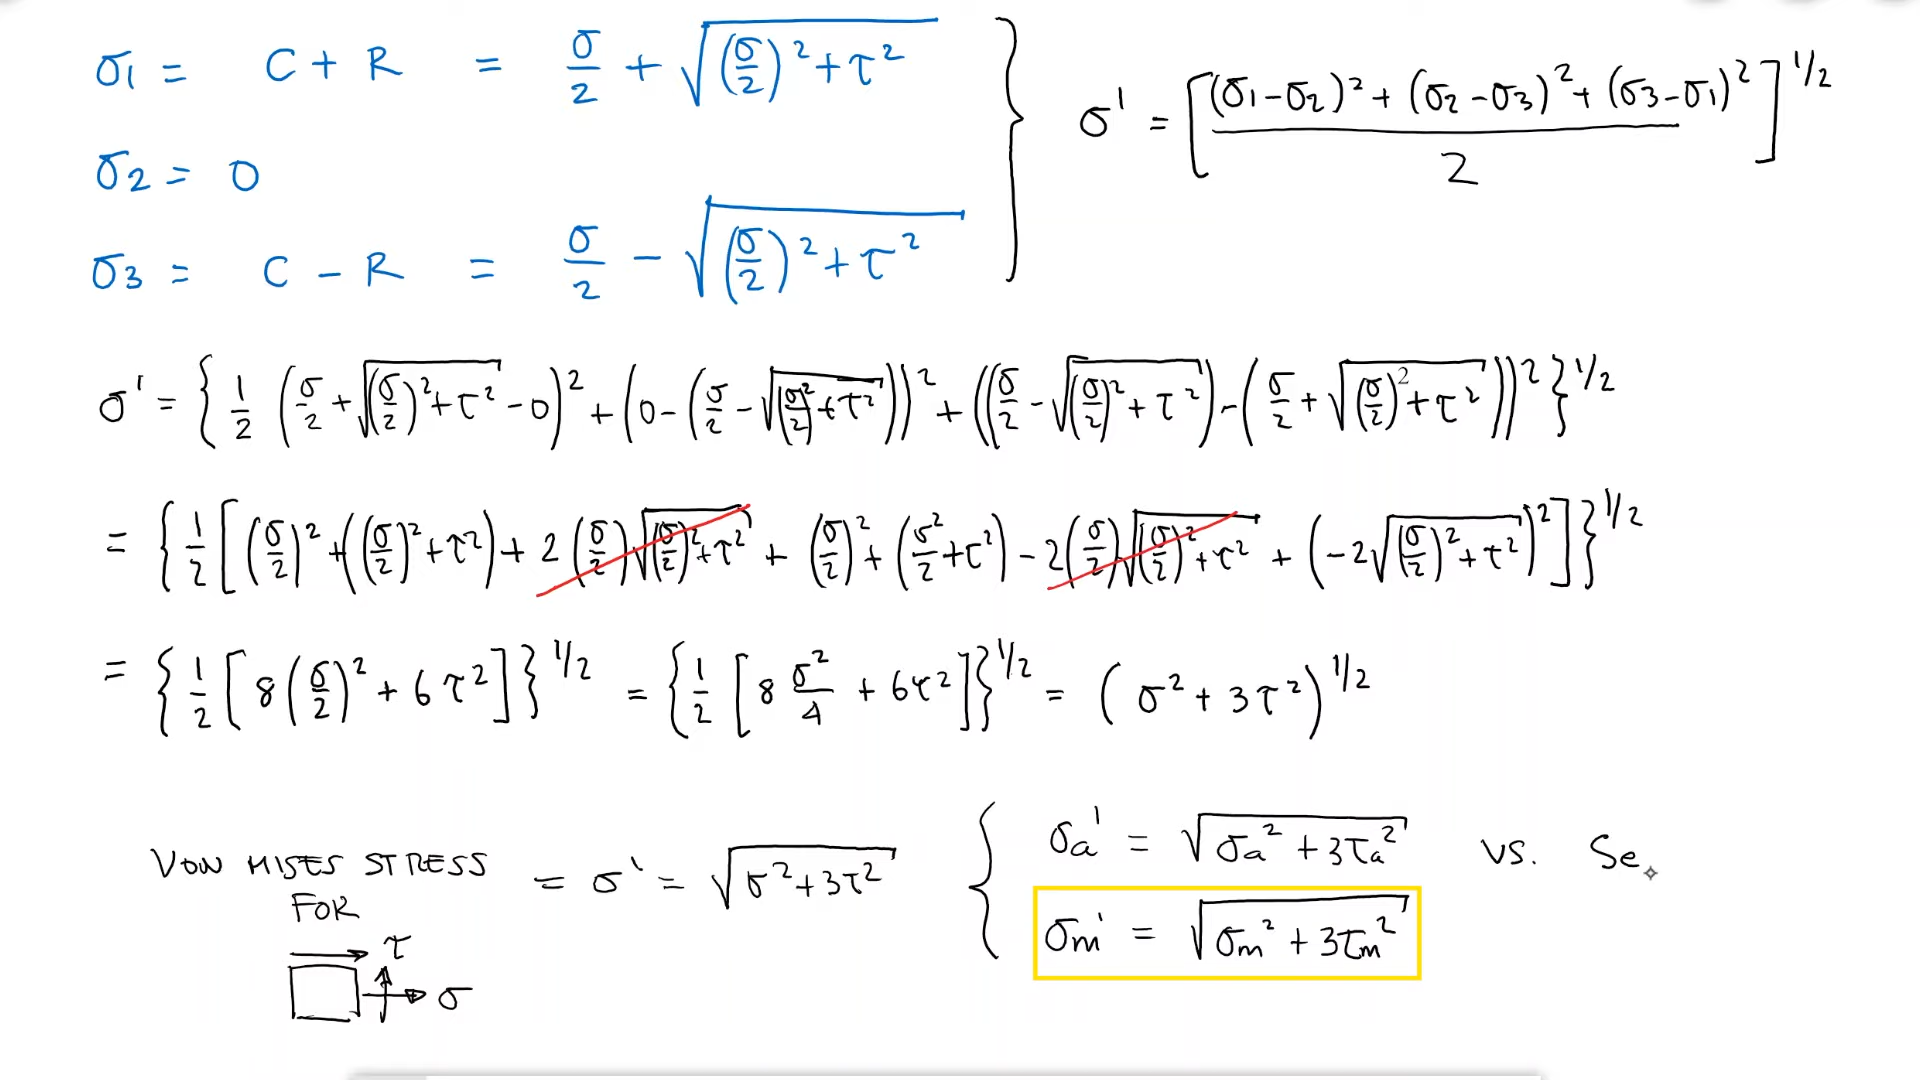 σ1 = C + R = σ/2 + √((σ/2)² + τ²)
σ2 = 0
σ3 = C − R = σ/2 − √((σ/2)² + τ²)
σ' = [((σ1−σ2)² + (σ2−σ3)² + (σ3−σ1)²)/2]^1/2
σ' = {1/2 (σ/2 + √((σ/2)² + τ²) − 0)² + (0 − (σ/2 − √((σ/2)² + τ²)))² + ((σ/2 − √((σ/2)² + τ²)) − (σ/2 + √((σ/2)² + τ²)))²}^1/2
= {1/2 [(σ/2)² + ((σ/2)² + τ²) + 2(σ/2)√((σ/2)² + τ²) + (σ/2)² + (σ²/2 + τ²) − 2(σ/2)√((σ/2)² + τ²) + (−2√((σ/2)² + τ²))²]}^1/2
= {1/2 [8(σ/2)² + 6τ²]}^1/2 = {1/2 [8 σ²/4 + 6τ²]}^1/2 = (σ² + 3τ²)^1/2
VON MISES STRESS
FOR
= σ' = √(σ² + 3τ²)
τ
σ
σa' = √(σa² + 3τa²) vs. Se
σm' = √(σm² + 3τm²)